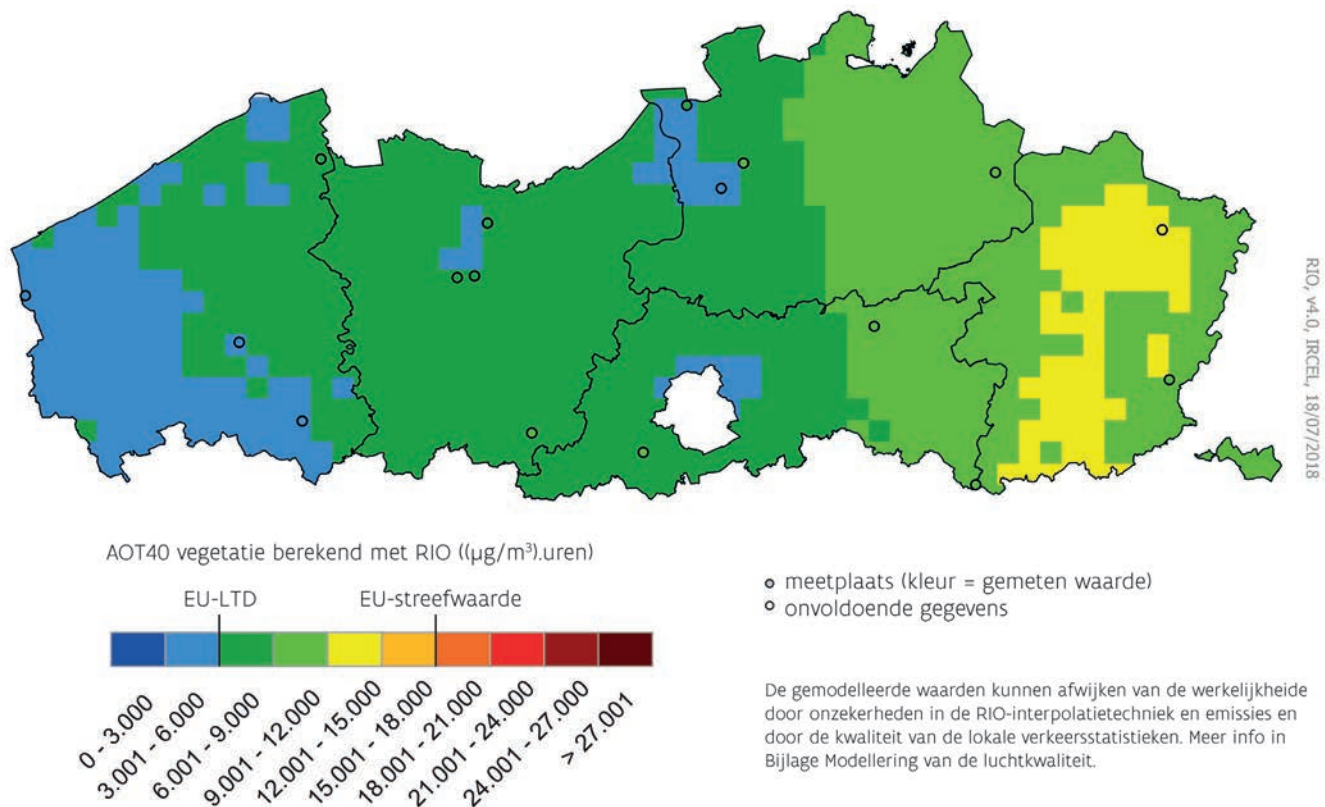 RIO, v4.0, IRCEL, 18/07/2018
AOT40 vegetatie berekend met RIO ((µg/m³).uren)
EU-LTD
EU-streefwaarde
0 - 3.000
3.001 - 6.000
6.001 - 9.000
9.001 - 12.000
12.001 - 15.000
15.001 - 18.000
18.001 - 21.000
21.001 - 24.000
24.001 - 27.000
> 27.001
meetplaats (kleur = gemeten waarde)
onvoldoende gegevens
De gemodelleerde waarden kunnen afwijken van de werkelijkheide
door onzekerheden in de RIO-interpolatietechniek en emissies en
door de kwaliteit van de lokale verkeersstatistieken. Meer info in
Bijlage Modellering van de luchtkwaliteit.